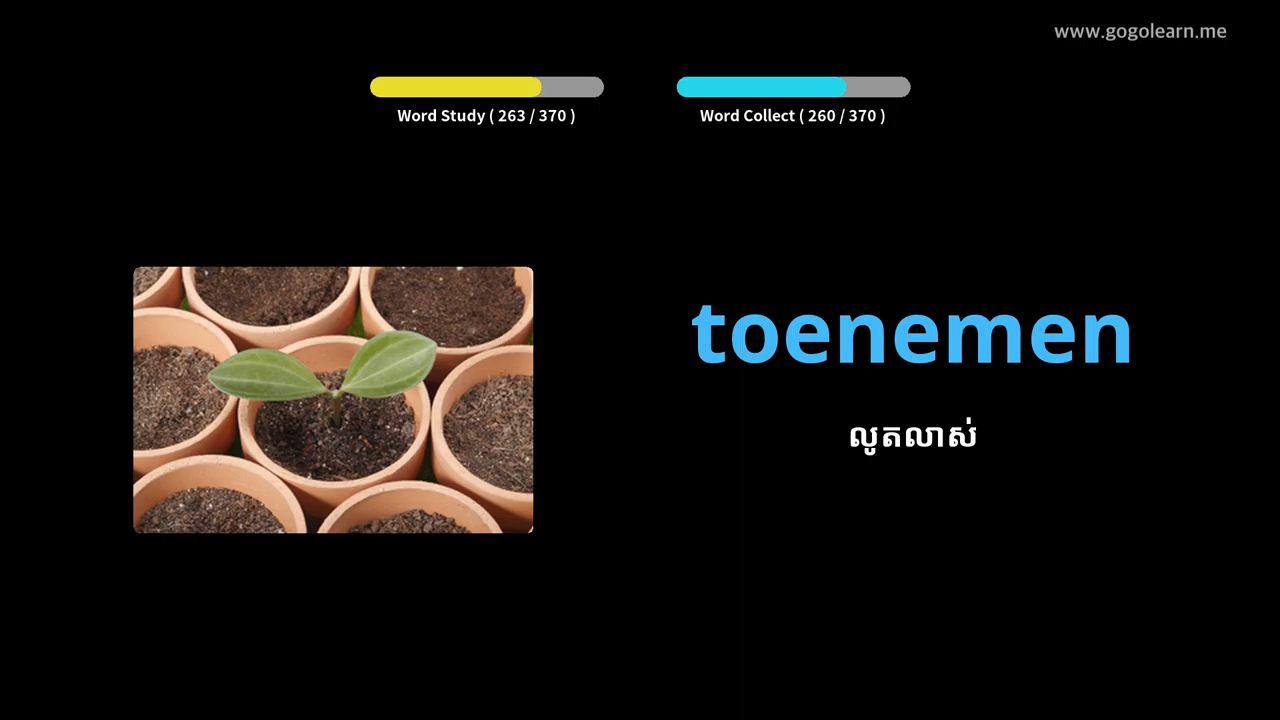 www.gogolearn.me
Word Study ( 263 / 370 )
Word Collect ( 260 / 370 )
toenemen
លូតលាស់